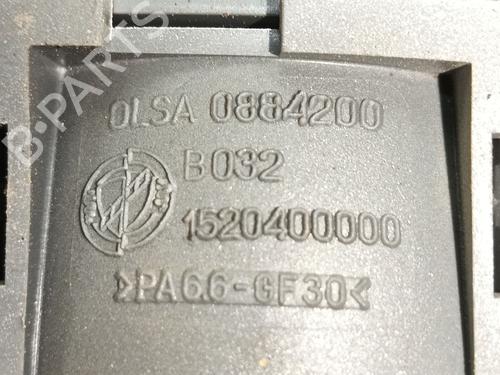 B-PARTS
OLSA 0884200
B032
1520400000
>PA6.6-GF30<